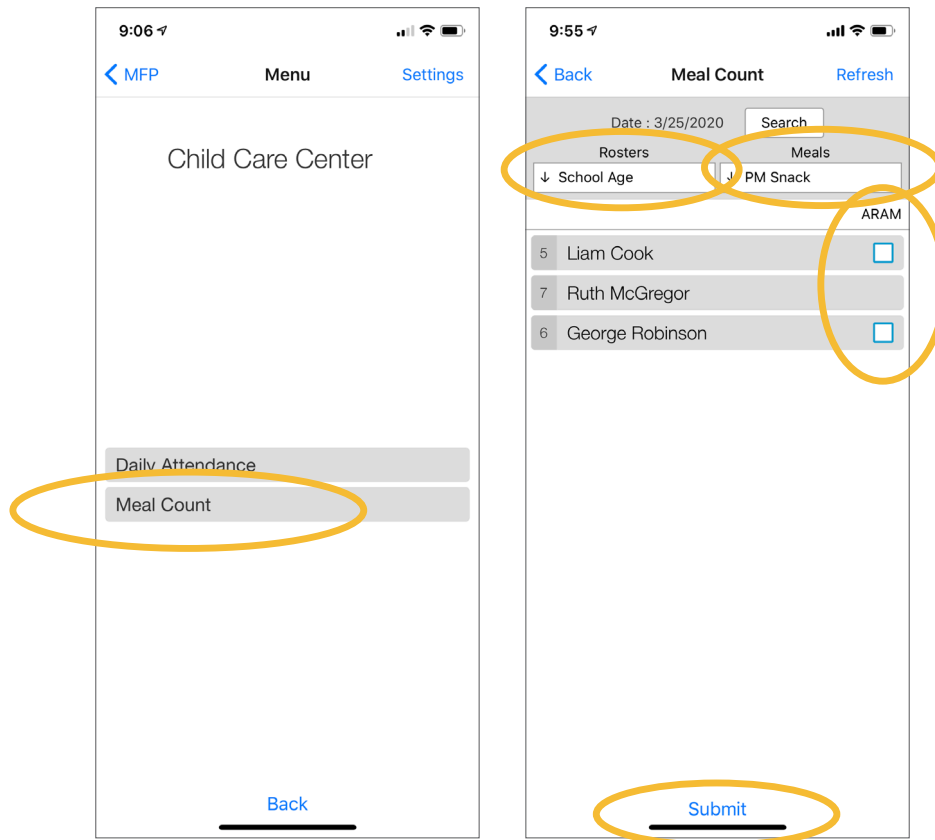 9:06
MFP Menu Settings
Child Care Center
Daily Attendance
Meal Count
Back
9:55
Back Meal Count Refresh
Date : 3/25/2020 Search
Rosters Meals
↓ School Age ↓ PM Snack
ARAM
5 Liam Cook
7 Ruth McGregor
6 George Robinson
Submit